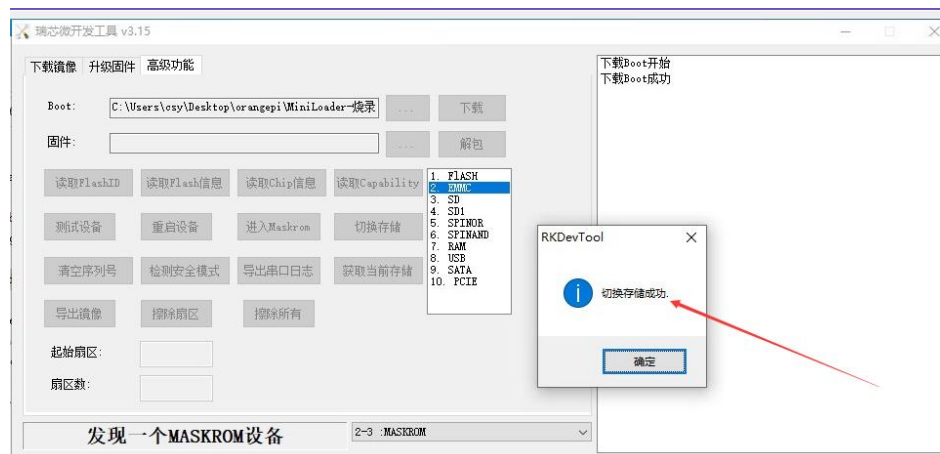 瑞芯微开发工具 v3.15
下载镜像 升级固件 高级功能
Boot: C:\Users\csy\Desktop\orangepi\MiniLoader-烧录 ... 下载
固件: ... 解包
读取FlashID 读取Flash信息 读取Chip信息 读取Capability
测试设备 重启设备 进入Maskrom 切换存储
清空序列号 检测安全模式 导出串口日志 获取当前存储
导出镜像 擦除扇区 擦除所有
1. FlASH
2. EMMC
3. SD
4. SD1
5. SPINOR
6. SPINAND
7. RAM
8. USB
9. SATA
10. PCIE
起始扇区:
扇区数:
发现一个MASKROM设备 2-3 :MASKROM
下载Boot开始
下载Boot成功
RKDevTool
切换存储成功.
确定